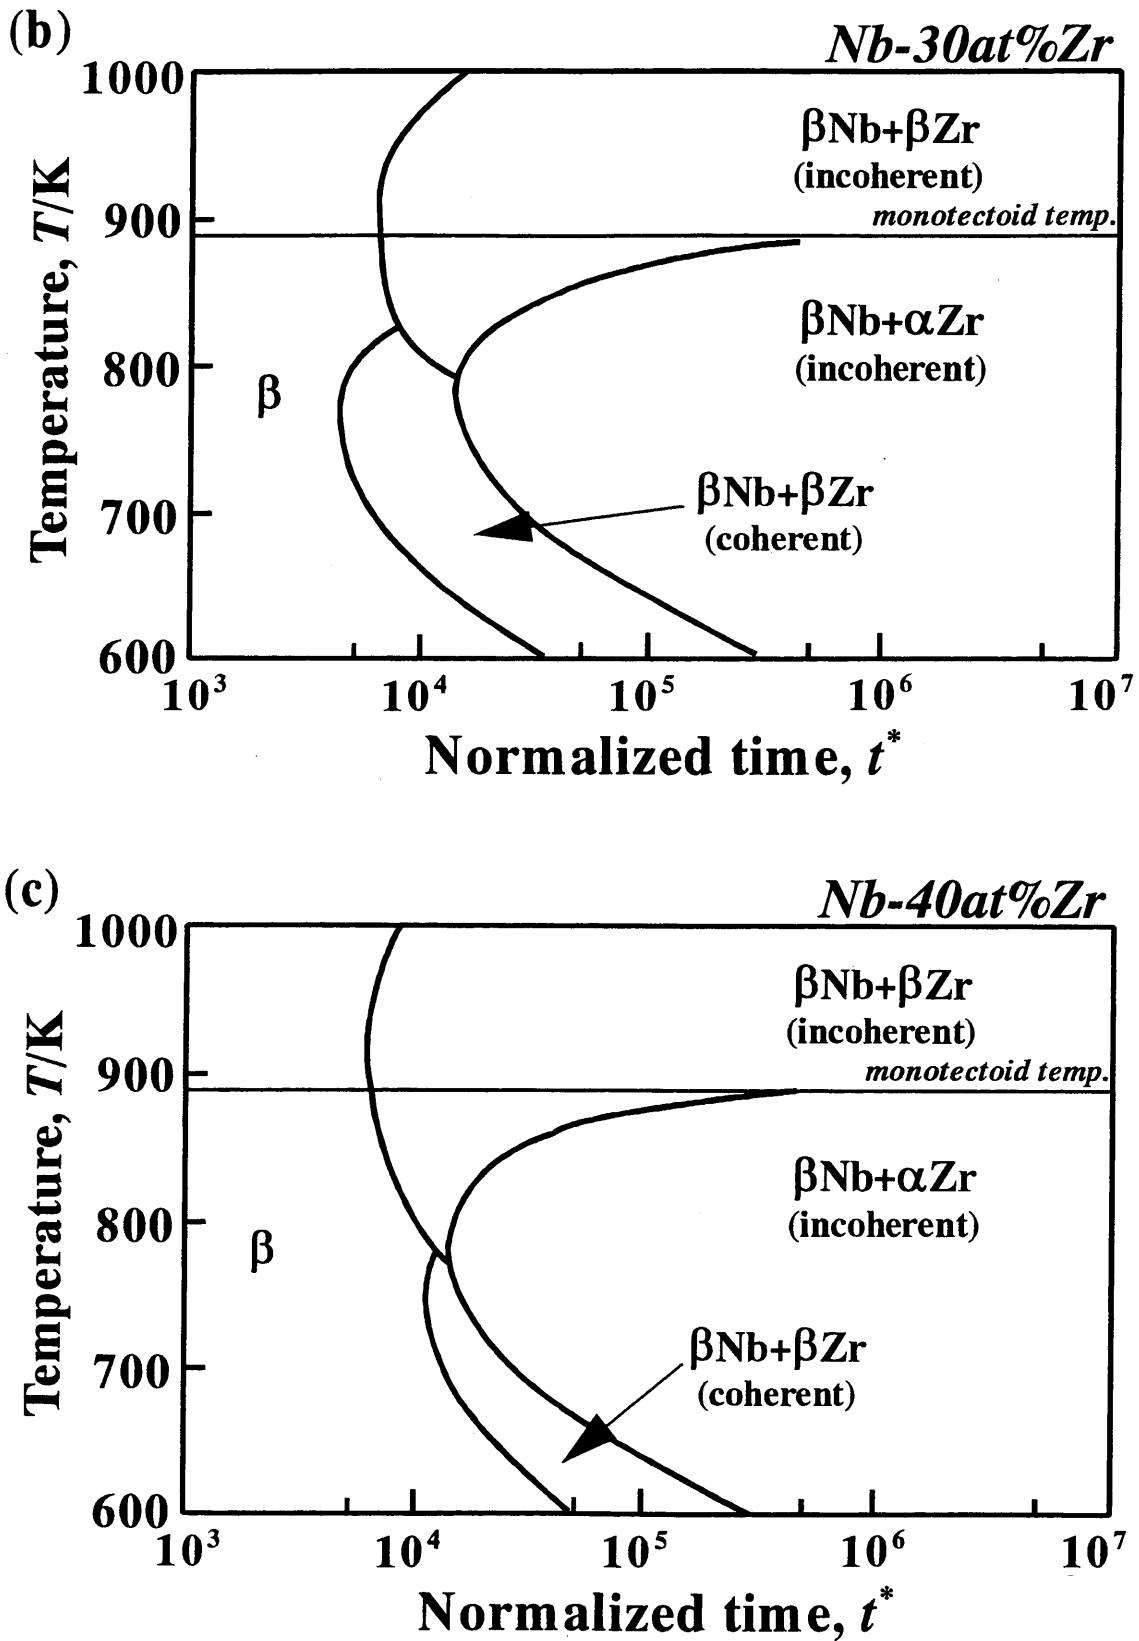 (b)
Nb-30at%Zr
1000
βNb+βZr
(incoherent)
900
monotectoid temp.
βNb+αZr
(incoherent)
800
β
βNb+βZr
(coherent)
700
600
10³ 10⁴ 10⁵ 10⁶ 10⁷
Temperature, T/K
Normalized time, t*
(c)
Nb-40at%Zr
1000
βNb+βZr
(incoherent)
900
monotectoid temp.
βNb+αZr
(incoherent)
800
β
βNb+βZr
(coherent)
700
600
10³ 10⁴ 10⁵ 10⁶ 10⁷
Temperature, T/K
Normalized time, t*